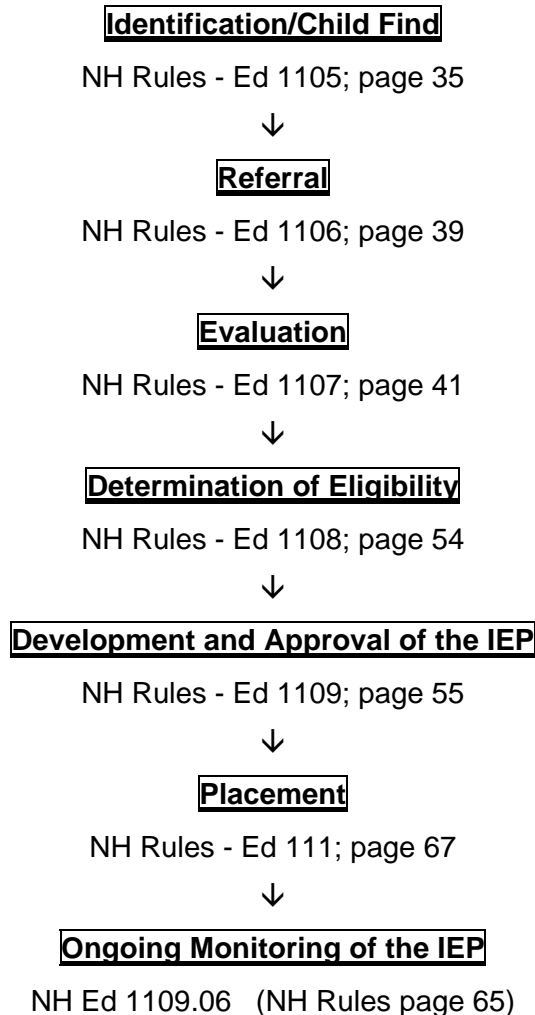 Identification/Child Find
NH Rules - Ed 1105; page 35
↓
Referral
NH Rules - Ed 1106; page 39
↓
Evaluation
NH Rules - Ed 1107; page 41
↓
Determination of Eligibility
NH Rules - Ed 1108; page 54
↓
Development and Approval of the IEP
NH Rules - Ed 1109; page 55
↓
Placement
NH Rules - Ed 111; page 67
↓
Ongoing Monitoring of the IEP
NH Ed 1109.06 (NH Rules page 65)